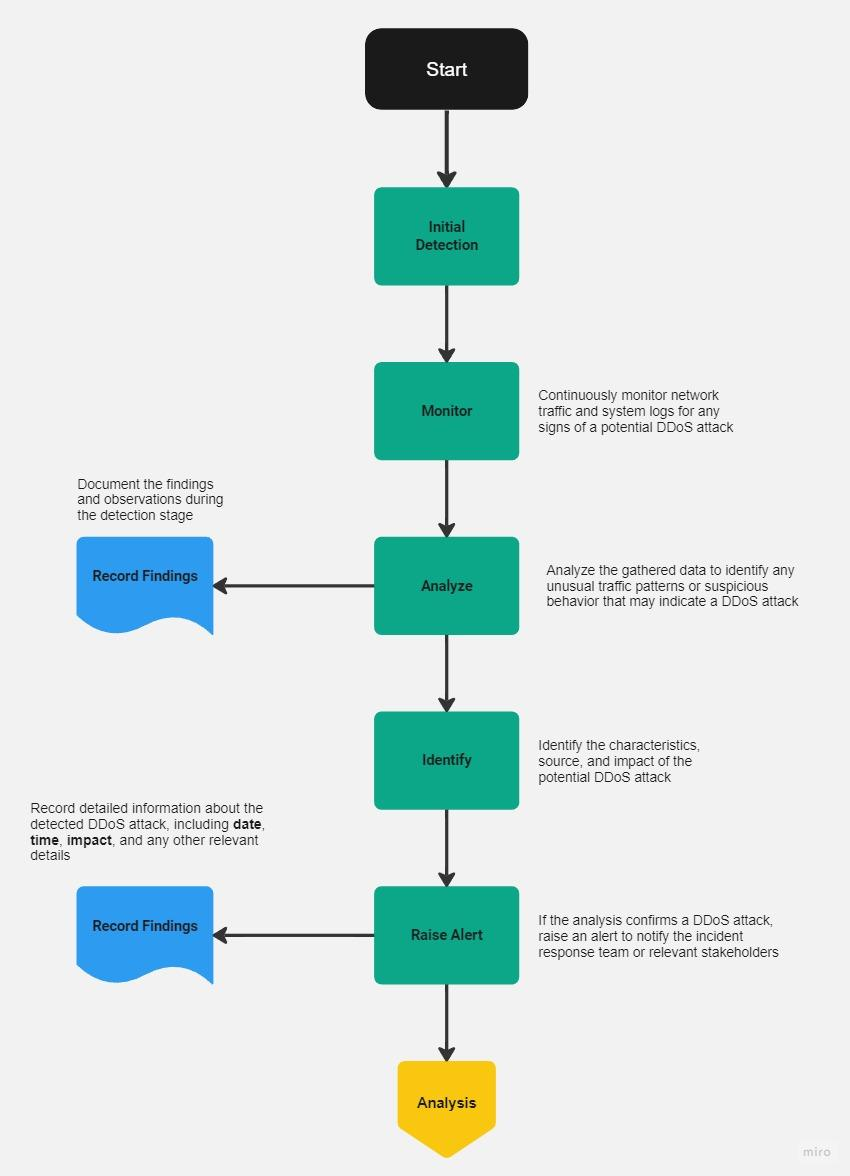 Start
Initial
Detection
Monitor
Continuously monitor network
traffic and system logs for any
signs of a potential DDoS attack
Document the findings
and observations during
the detection stage
Record Findings
Analyze
Analyze the gathered data to identify any
unusual traffic patterns or suspicious
behavior that may indicate a DDoS attack
Identify
Identify the characteristics,
source, and impact of the
potential DDoS attack
Record detailed information about the
detected DDoS attack, including date,
time, impact, and any other relevant
details
Record Findings
Raise Alert
If the analysis confirms a DDoS attack,
raise an alert to notify the incident
response team or relevant stakeholders
Analysis
miro